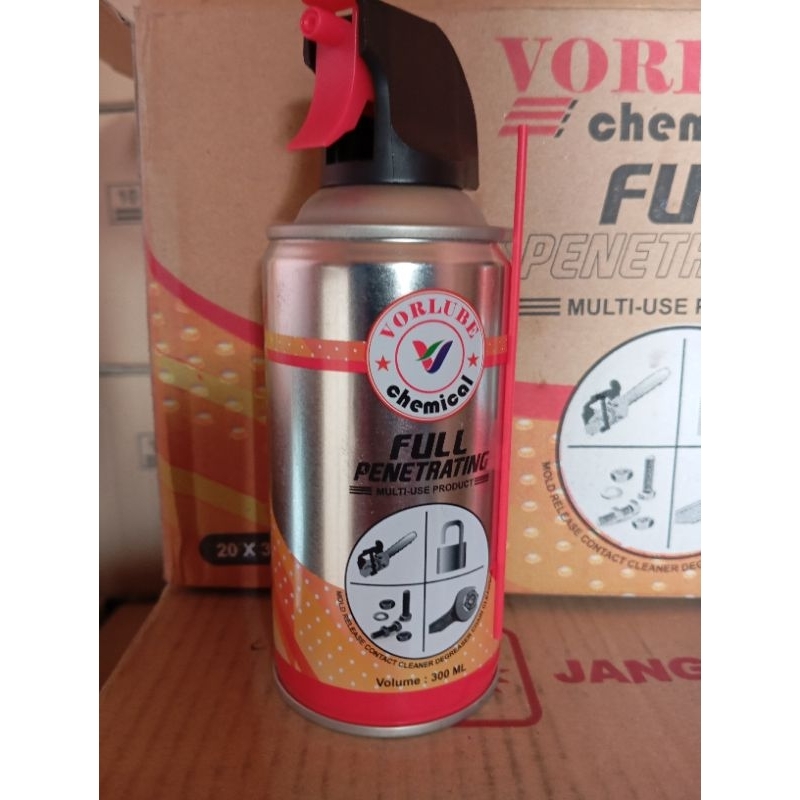 VORLUBE
chemical
FULL
PENETRATING
MULTI-USE PRODUCT
MOLD RELEASE CONTACT CLEANER DEGREASER
Volume : 300 ML
chem
FU
PENETR
MULTI-USE P
MOLD RELEASE CONTACT CLEANER DEG
20 X 3
JANG